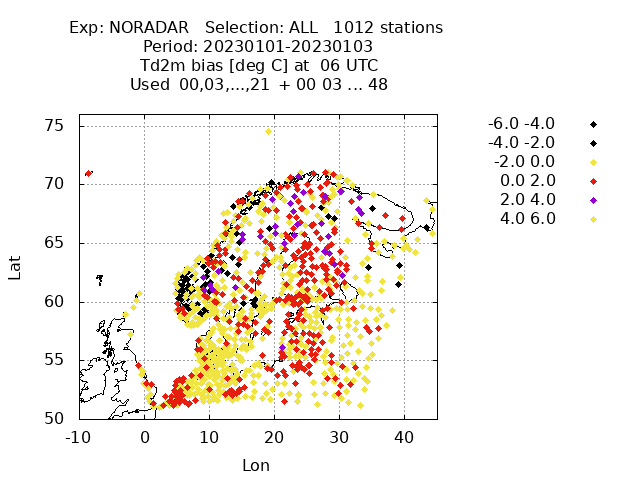 Exp: NORADAR Selection: ALL 1012 stations
Period: 20230101-20230103
Td2m bias [deg C] at 06 UTC
Used 00,03,...,21 + 00 03 ... 48
-6.0 -4.0
-4.0 -2.0
-2.0 0.0
0.0 2.0
2.0 4.0
4.0 6.0
75
70
65
60
55
50
Lat
-10 0 10 20 30 40
Lon